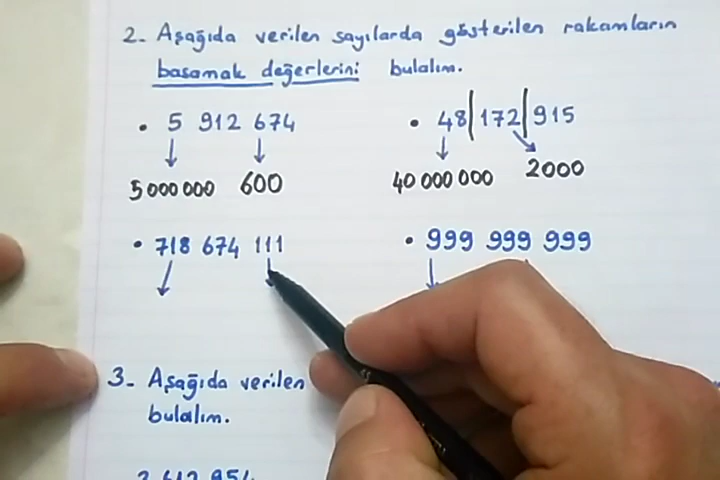 2- Aşağıda verilen sayılarda gösterilen rakamların
basamak değerlerini bulalım.
• 5 912 674
5 000 000 600
• 48|172|915
40 000 000 2000
• 718 674 111
• 999 999 999
3- Aşağıda verilen
bulalım.